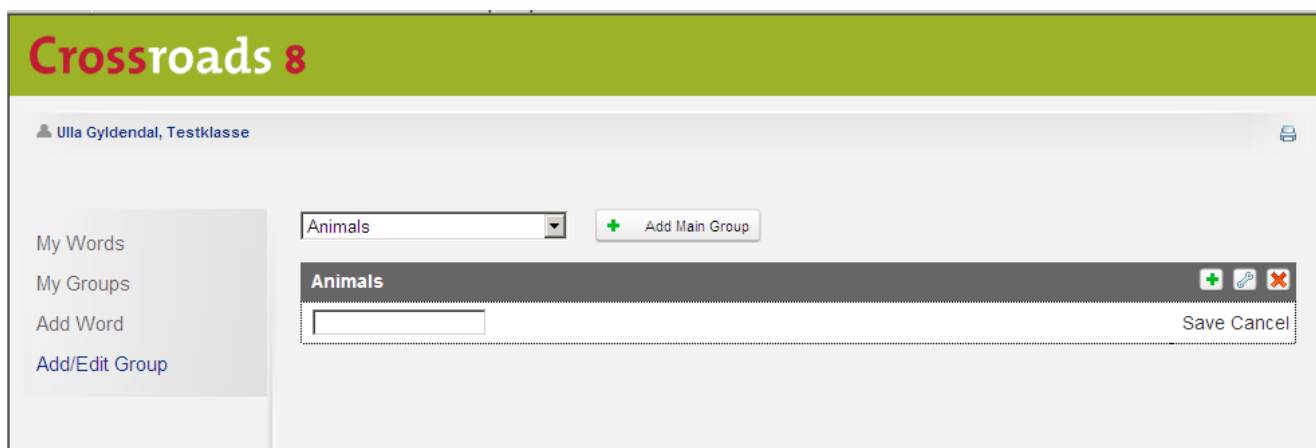 Crossroads 8
Ulla Gyldendal, Testklasse
Animals
Add Main Group
My Words
My Groups
Add Word
Add/Edit Group
Animals
Save Cancel